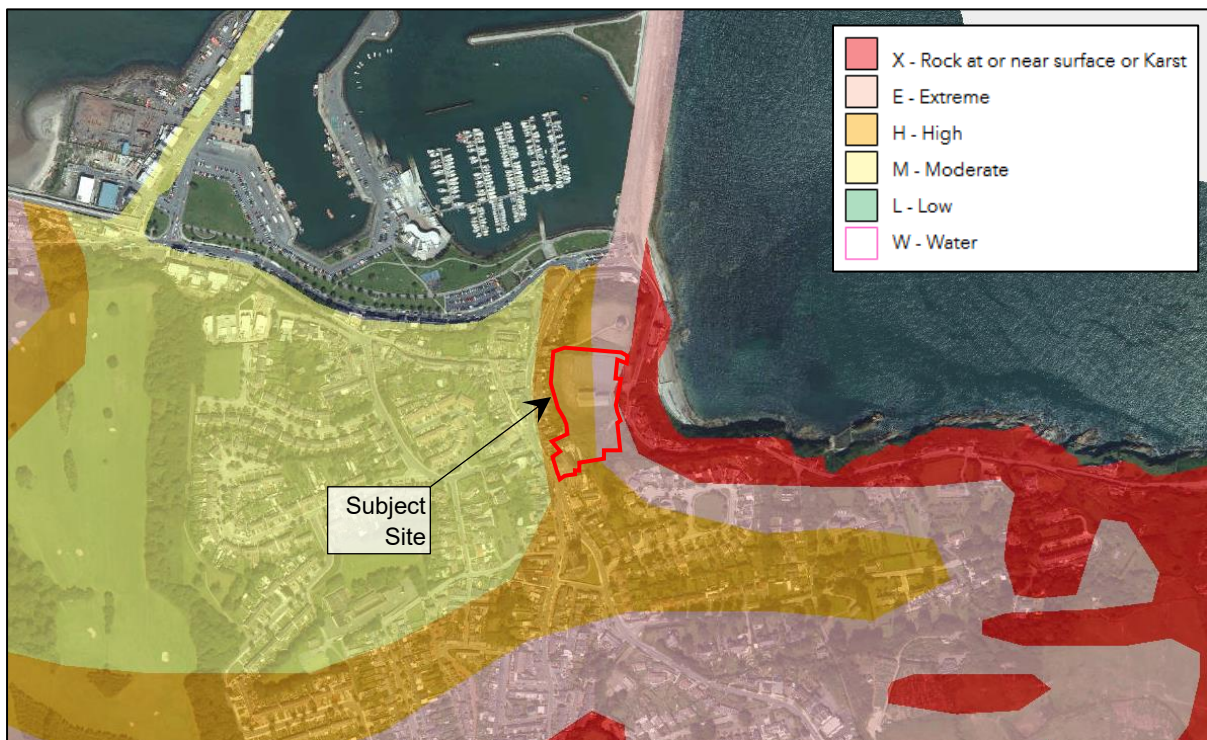 X - Rock at or near surface or Karst
E - Extreme
H - High
M - Moderate
L - Low
W - Water
Subject
Site